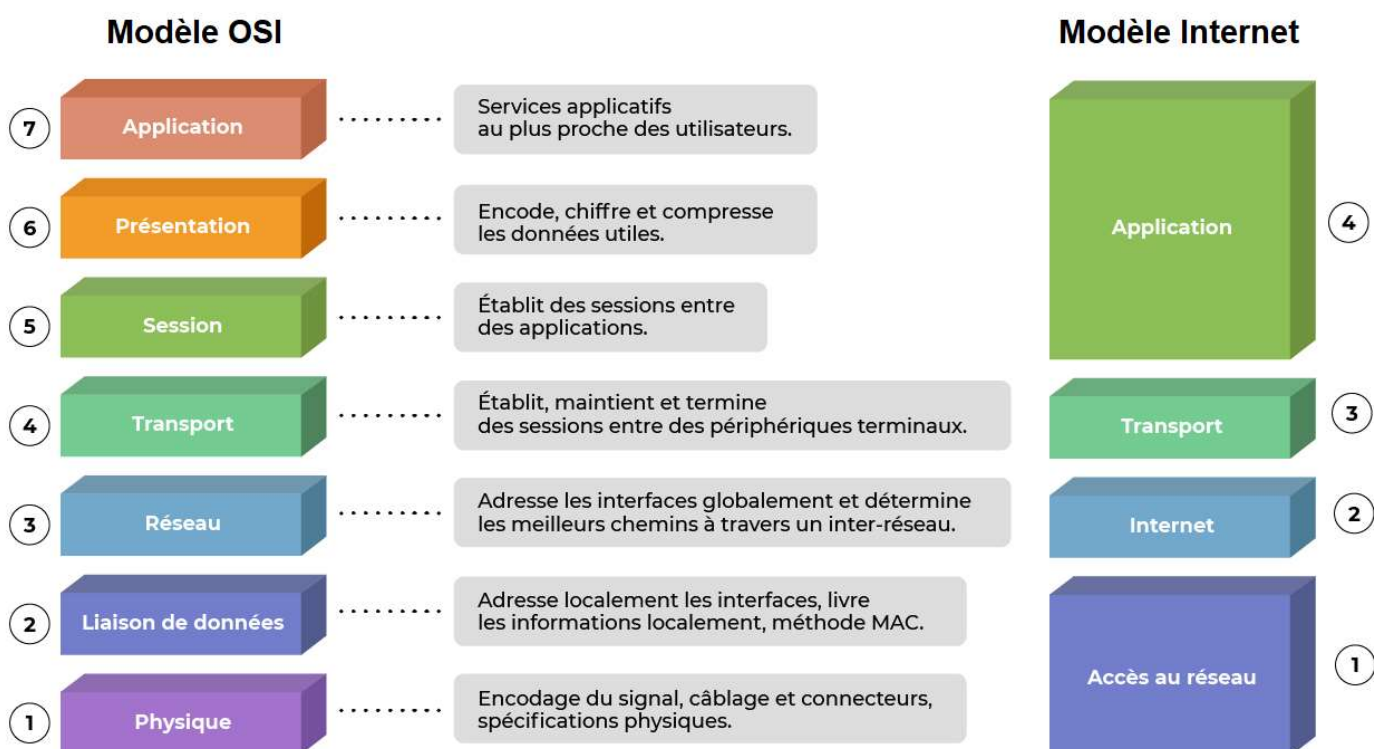 Modèle OSI
Modèle Internet
7
Application
Services applicatifs
au plus proche des utilisateurs.
6
Présentation
Encode, chiffre et compresse
les données utiles.
Application
4
5
Session
Établit des sessions entre
des applications.
4
Transport
Établit, maintient et termine
des sessions entre des périphériques terminaux.
Transport
3
3
Réseau
Adresse les interfaces globalement et détermine
les meilleurs chemins à travers un inter-réseau.
Internet
2
2
Liaison de données
Adresse localement les interfaces, livre
les informations localement, méthode MAC.
Accès au réseau
1
1
Physique
Encodage du signal, câblage et connecteurs,
spécifications physiques.